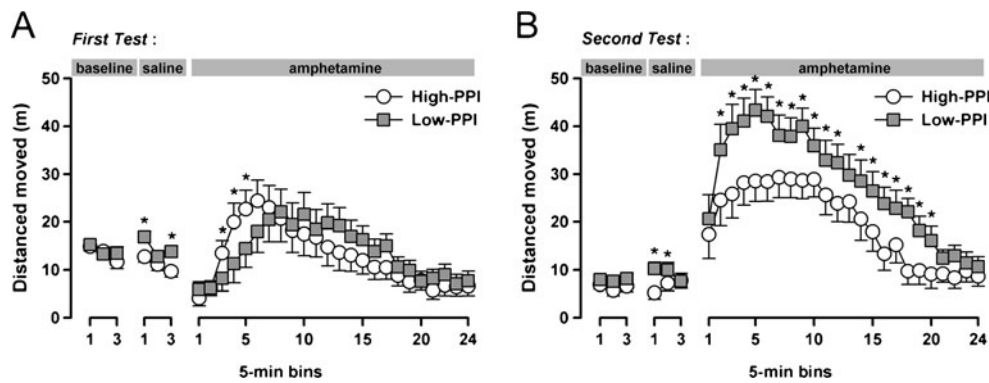 A
First Test :
baseline saline amphetamine
High-PPI
Low-PPI
Distanced moved (m)
50
40
30
20
10
0
*
* *
*
* *
1 3 1 3 1 5 10 15 20 24
5-min bins
B
Second Test :
baseline saline amphetamine
High-PPI
Low-PPI
Distanced moved (m)
50
40
30
20
10
0
* * * * * * * * * * * * * * * * * *
* *
1 3 1 3 1 5 10 15 20 24
5-min bins